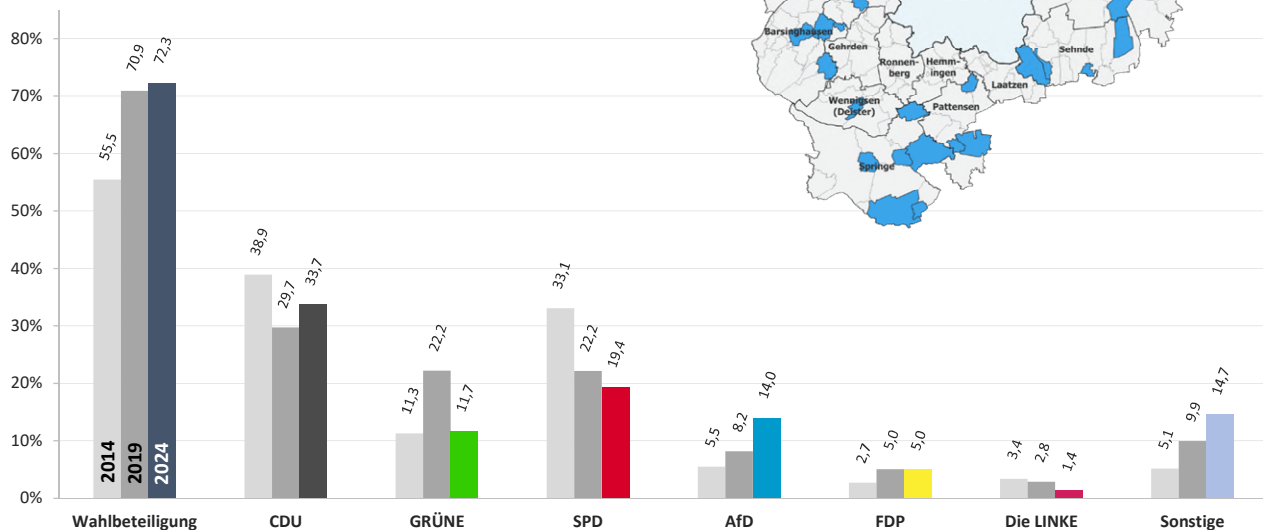 80%
70%
60%
50%
40%
30%
20%
10%
0%
55,5
70,9
72,3
2014
2019
2024
38,9
29,7
33,7
11,3
22,2
11,7
33,1
22,2
19,4
5,5
8,2
14,0
2,7
5,0
5,0
3,4
2,8
1,4
5,1
9,9
14,7
Wahlbeteiligung
CDU
GRÜNE
SPD
AfD
FDP
Die LINKE
Sonstige
Barsinghausen
Gehrden
Ronnen-
berg
Hemm-
ingen
Sehnde
Laatzen
Wennigsen
(Deister)
Pattensen
Springe